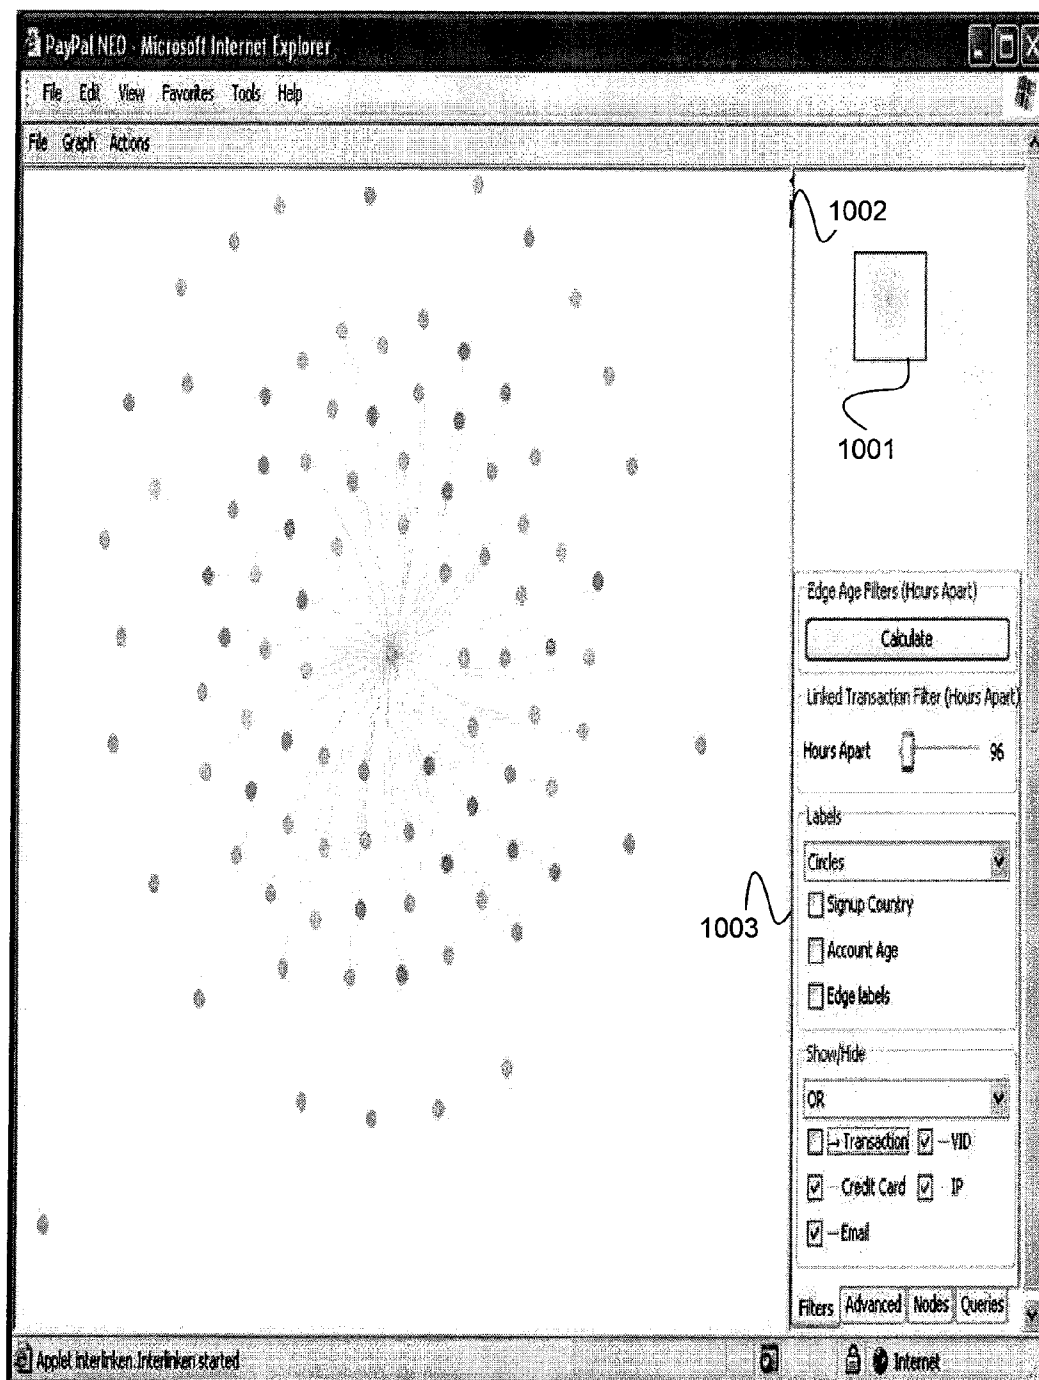 PayPal NEO - Microsoft Internet Explorer
File Edit View Favorites Tools Help
File Graph Actions
1002
1001
Edge Age Filters (Hours Apart)
Calculate
Linked Transaction Filter (Hours Apart)
Hours Apart 96
Labels
Circles
Signup Country
1003
Account Age
Edge labels
Show/Hide
OR
→ Transaction — VID
— Credit Card — IP
— Email
Filters Advanced Nodes Queries
Applet Interlinken.Interlinken started Internet